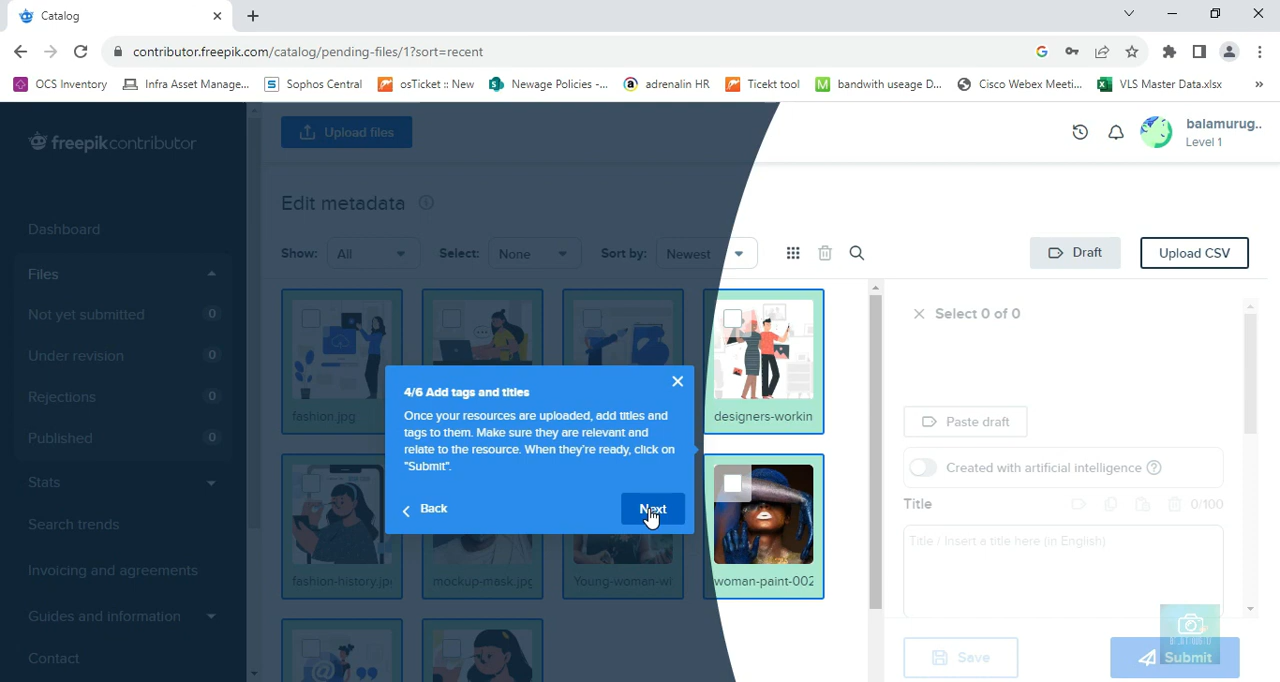 Catalog
contributor.freepik.com/catalog/pending-files/1?sort=recent
OCS Inventory
Infra Asset Manage...
Sophos Central
osTicket :: New
Newage Policies -...
adrenalin HR
Tickt tool
bandwith useage D...
Cisco Webex Meeti...
VLS Master Data.xlsx
»
freepikcontributor
Upload files
balamurug..
Level 1
Dashboard
Files
Not yet submitted 0
Under revision 0
Rejections 0
Published 0
Stats
Search trends
Invoicing and agreements
Guides and information
Contact
Edit metadata
Show: All
Select: None
Sort by: Newest
Draft
Upload CSV
fashion.jpg
designers-workin
fashion-history.jp
mockup-mask.jpg
Young-woman-wi
woman-paint-002
4/6 Add tags and titles
Once your resources are uploaded, add titles and
tags to them. Make sure they are relevant and
relate to the resource. When they're ready, click on
"Submit".
Back
Next
Select 0 of 0
Paste draft
Created with artificial intelligence
Title 0/100
Title / Insert a title here (in English)
Save
Submit